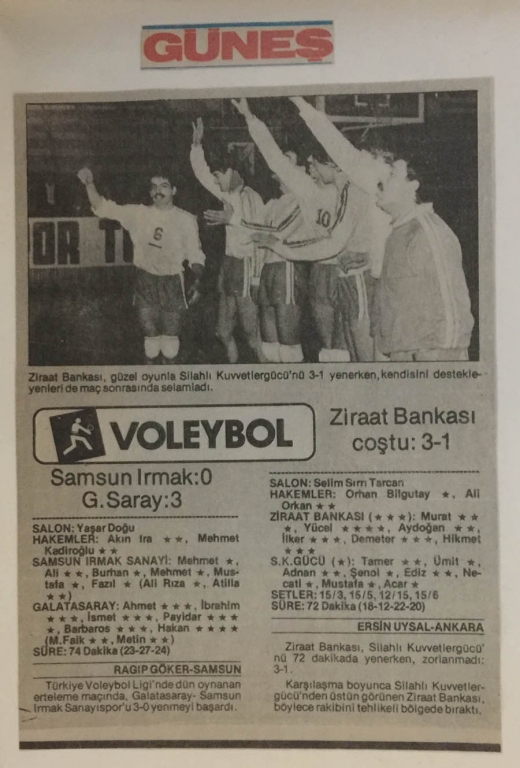 GÜNEŞ
6
10
OR T
Ziraat Bankası, güzel oyunla Silahlı Kuvvetlergücü'nü 3-1 yenerken, kendisini destekle-
yenleri de maç sonrasında selamladı.
VOLEYBOL
Samsun Irmak:0
G.Saray:3
SALON: Yaşar Doğu
HAKEMLER: Akın Ira ★★, Mehmet
Kadiroğlu ★★
SAMSUN IRMAK SANAYİ: Mehmet ★,
Ali ★★, Burhan ★, Mehmet ★, Mus-
tafa ★, Fazıl ★ (Ali Rıza ★, Atilla
★★)
GALATASARAY: Ahmet ★★★, İbrahim
★★★, İsmet ★★★, Payidar ★★★
★★, Barbaros ★★★, Hakan ★★★★
(M.Faik ★★, Metin ★★)
SÜRE: 74 Dakika (23-27-24)
RAGIP GÖKER-SAMSUN
Türkiye Voleybol Ligi'nde dün oynanan
erteleme maçında, Galatasaray- Samsun
Irmak Sanayispor'u 3-0 yenmeyi başardı.
Ziraat Bankası
coştu: 3-1
SALON: Selim Sırrı Tarcan
HAKEMLER: Orhan Bilgutay ★, Ali
Orkan ★★
ZİRAAT BANKASI (★★★): Murat ★★
★, Yücel ★★★★, Aydoğan ★★,
İlker ★★★, Demeter ★★★, Hikmet
★★★
S.K.GÜCÜ (★): Tamer ★★, Ümit ★,
Adnan ★★, Şenol ★, Ediz ★★, Ne-
cati ★, Mustafa ★, Acar ★
SETLER: 15/3, 15/5, 12/15, 15/6
SÜRE: 72 Dakika (18-12-22-20)
ERSİN UYSAL-ANKARA
Ziraat Bankası, Silahlı Kuvvetlergücü'
nü 72 dakikada yenerken, zorlanmadı:
3-1.
Karşılaşma boyunca Silahlı Kuvvetler-
gücü'nden üstün görünen Ziraat Bankası,
böylece rakibini tehlikeli bölgede bıraktı.